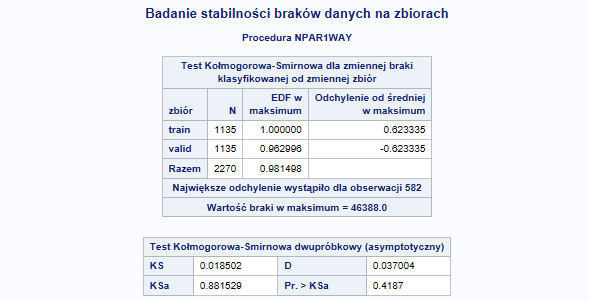 Badanie stabilności braków danych na zbiorach
Procedura NPAR1WAY
Test Kołmogorowa-Smirnowa dla zmiennej braki
klasyfikowanej od zmiennej zbiór
zbiór N EDF w maksimum Odchylenie od średniej w maksimum
train 1135 1.000000 0.623335
valid 1135 0.962996 -0.623335
Razem 2270 0.981498
Największe odchylenie wystąpiło dla obserwacji 582
Wartość braki w maksimum = 46388.0
Test Kołmogorowa-Smirnowa dwupróbkowy (asymptotyczny)
KS 0.018502 D 0.037004
KSa 0.881529 Pr. > KSa 0.4187